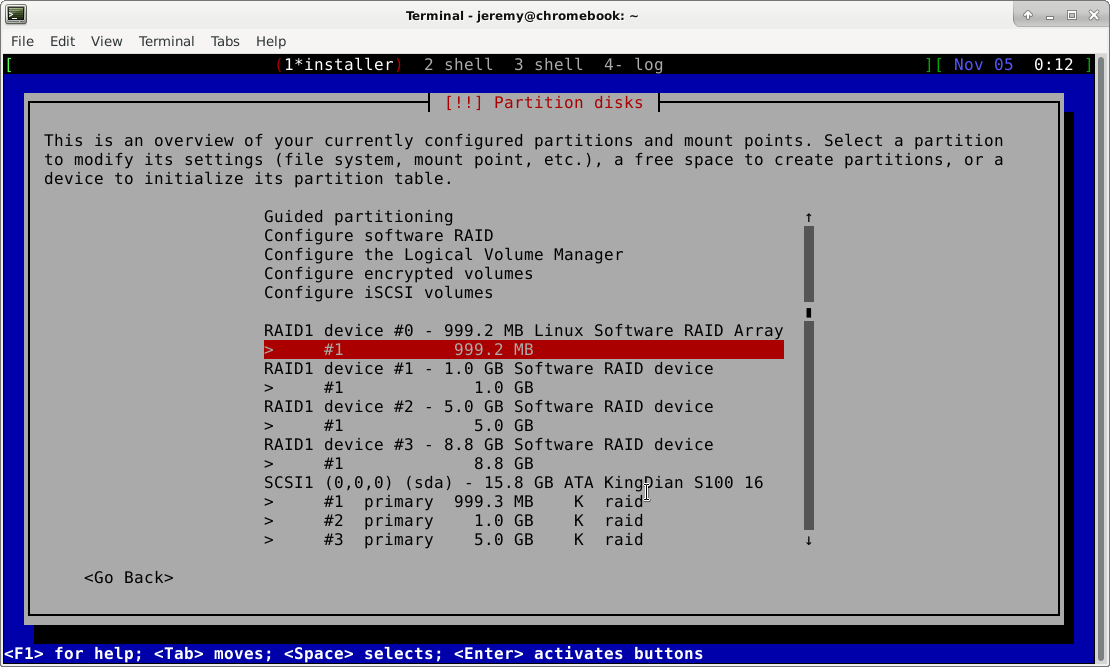 Terminal - jeremy@chromebook: ~
File Edit View Terminal Tabs Help
[ (1*installer) 2 shell 3 shell 4- log ][ Nov 05 0:12 ]
[!!] Partition disks
This is an overview of your currently configured partitions and mount points. Select a partition
to modify its settings (file system, mount point, etc.), a free space to create partitions, or a
device to initialize its partition table.
Guided partitioning
Configure software RAID
Configure the Logical Volume Manager
Configure encrypted volumes
Configure iSCSI volumes
RAID1 device #0 - 999.2 MB Linux Software RAID Array
> #1 999.2 MB
RAID1 device #1 - 1.0 GB Software RAID device
> #1 1.0 GB
RAID1 device #2 - 5.0 GB Software RAID device
> #1 5.0 GB
RAID1 device #3 - 8.8 GB Software RAID device
> #1 8.8 GB
SCSI1 (0,0,0) (sda) - 15.8 GB ATA KingDian S100 16
> #1 primary 999.3 MB K raid
> #2 primary 1.0 GB K raid
> #3 primary 5.0 GB K raid
<Go Back>
<F1> for help; <Tab> moves; <Space> selects; <Enter> activates buttons